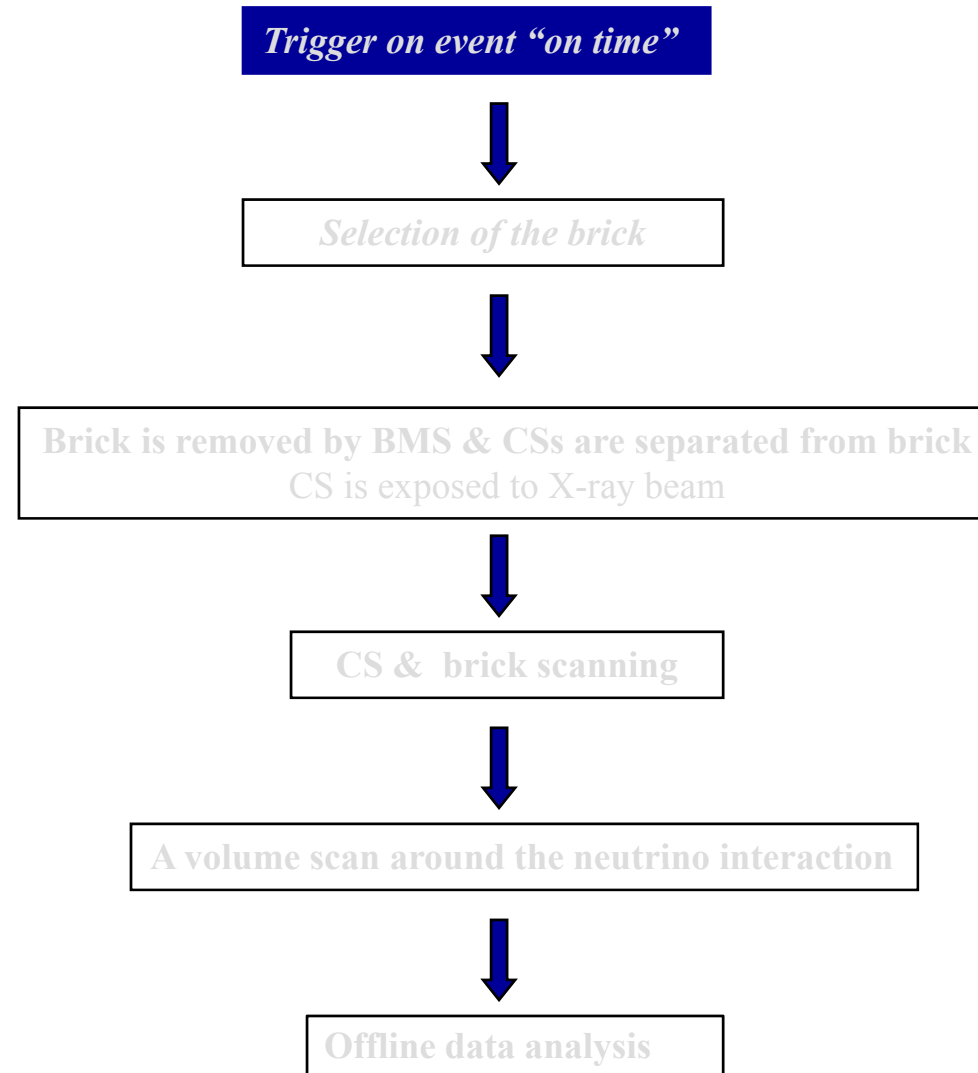 Trigger on event “on time”
Selection of the brick
Brick is removed by BMS & CSs are separated from brick
CS is exposed to X-ray beam
CS & brick scanning
A volume scan around the neutrino interaction
Offline data analysis